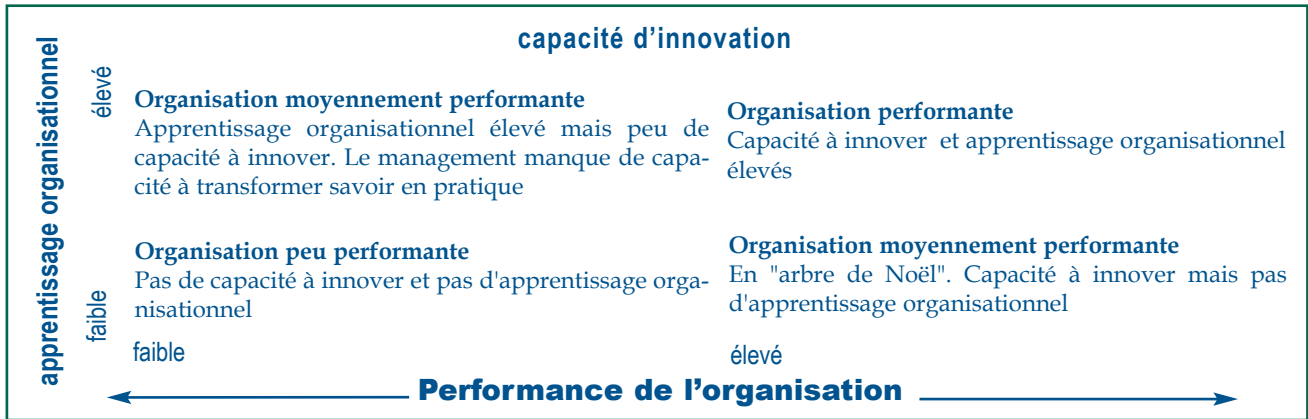 capacité d'innovation
apprentissage organisationnel
élevé
Organisation moyennement performante
Apprentissage organisationnel élevé mais peu de
capacité à innover. Le management manque de capa-
cité à transformer savoir en pratique
Organisation performante
Capacité à innover et apprentissage organisationnel
élevés
faible
Organisation peu performante
Pas de capacité à innover et pas d'apprentissage orga-
nisationnel
Organisation moyennement performante
En "arbre de Noël". Capacité à innover mais pas
d'apprentissage organisationnel
faible
élevé
Performance de l'organisation